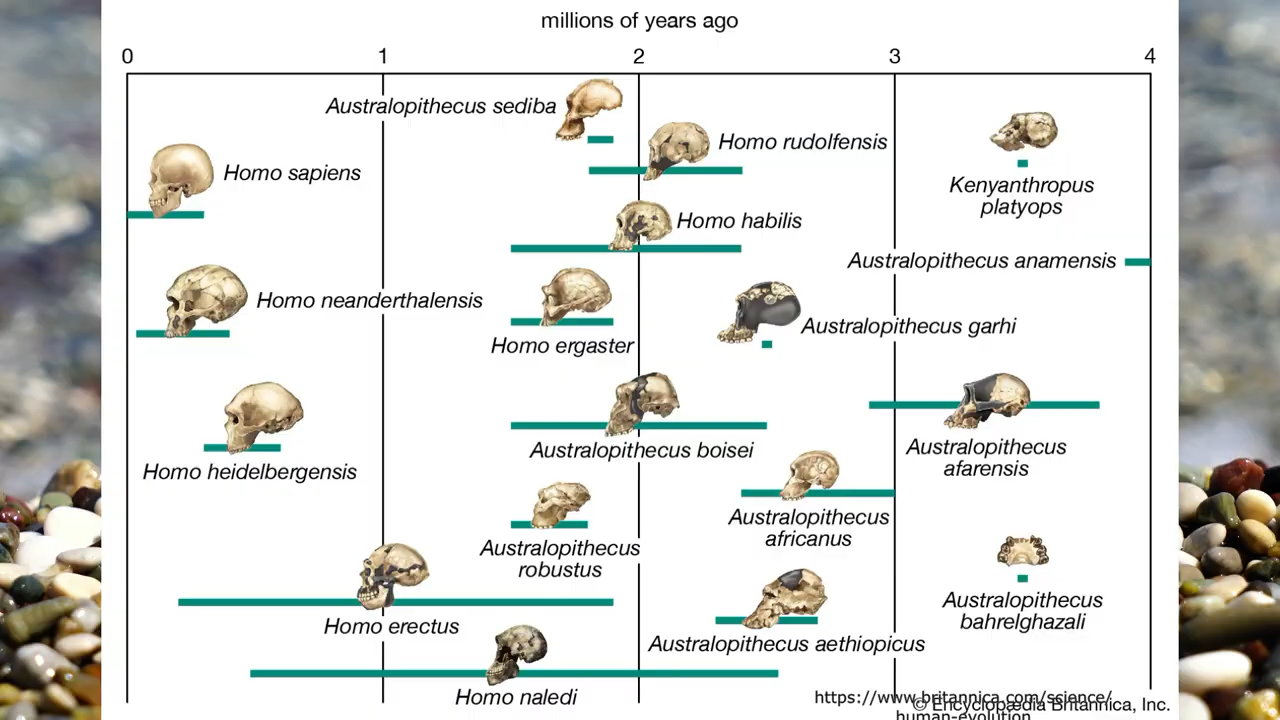 millions of years ago
0 1 2 3 4
Australopithecus sediba
Homo rudolfensis
Homo sapiens
Kenyanthropus
platyops
Homo habilis
Australopithecus anamensis
Homo neanderthalensis
Australopithecus garhi
Homo ergaster
Australopithecus boisei
Australopithecus
afarensis
Homo heidelbergensis
Australopithecus
africanus
Australopithecus
robustus
Australopithecus
bahrelghazali
Homo erectus
Australopithecus aethiopicus
Homo naledi
https://www.britannica.com/science/
human-evolution
© Encyclopædia Britannica, Inc.